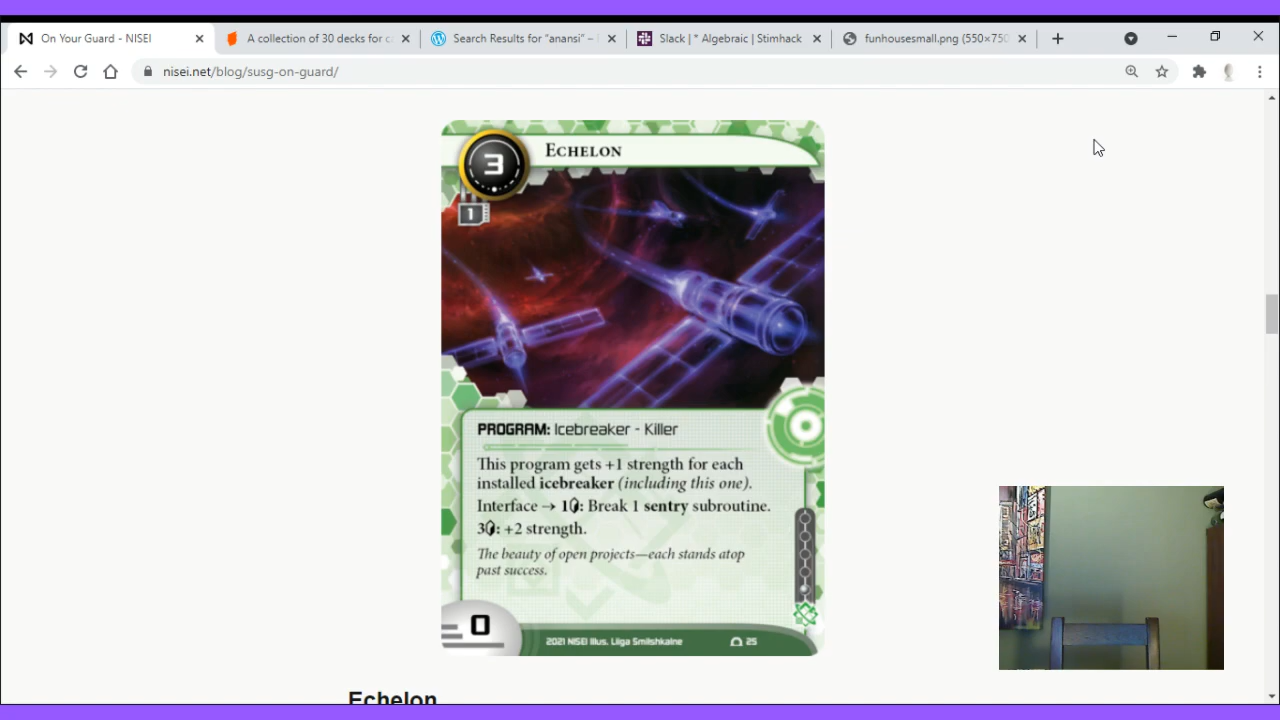 On Your Guard - NISEI
A collection of 30 decks for c
Search Results for "anansi" –
Slack | * Algebraic | Stimhack
funhousesmall.png (550×750
nisei.net/blog/susg-on-guard/
3
ECHELON
1
PROGRAM: Icebreaker - Killer
This program gets +1 strength for each
installed icebreaker (including this one).
Interface → 1: Break 1 sentry subroutine.
3: +2 strength.
The beauty of open projects—each stands atop
past success.
0
2021 NISEI Illus. Liiga Smilshkalne
25
Echelon